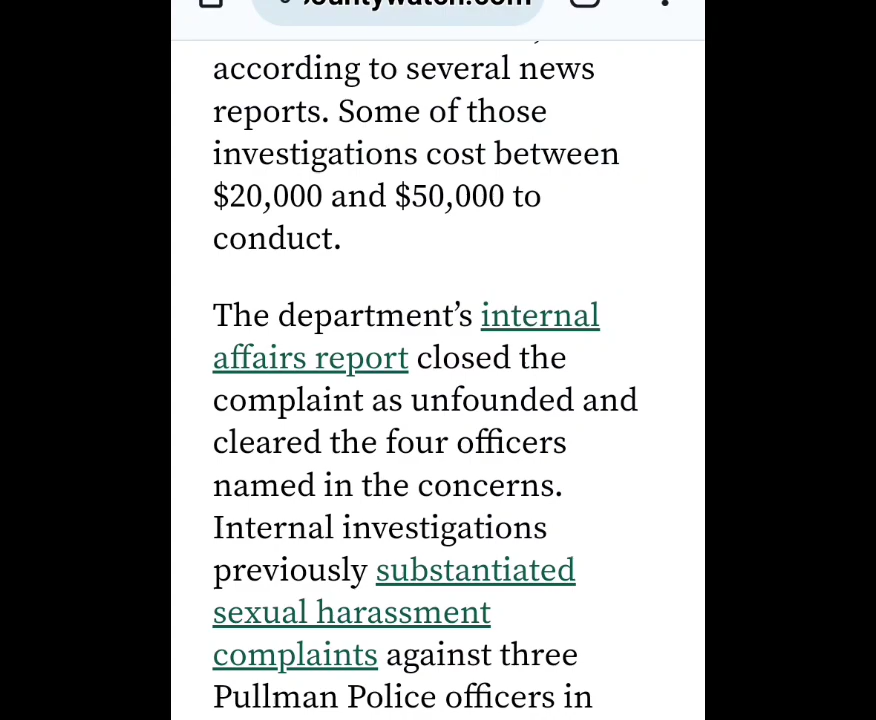 ountywatch.com
according to several news
reports. Some of those
investigations cost between
$20,000 and $50,000 to
conduct.
The department’s internal
affairs report closed the
complaint as unfounded and
cleared the four officers
named in the concerns.
Internal investigations
previously substantiated
sexual harassment
complaints against three
Pullman Police officers in